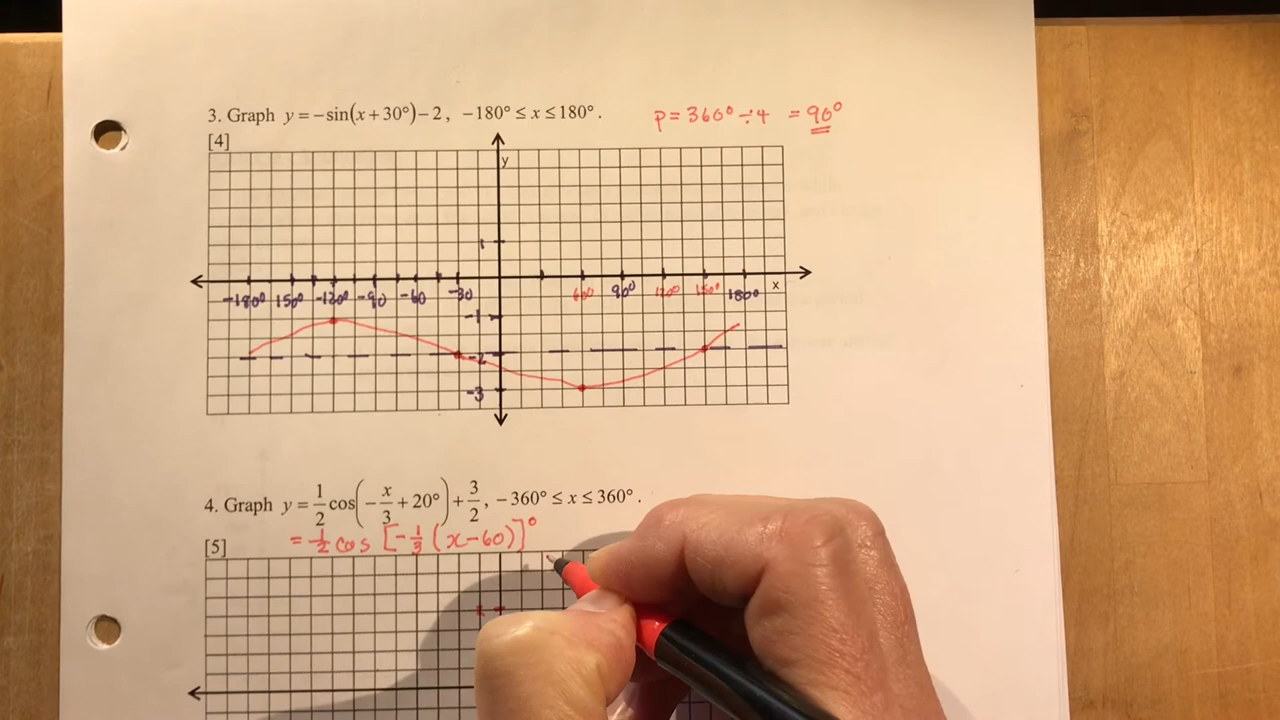 3. Graph y = −sin(x + 30°) − 2, −180° ≤ x ≤ 180°. P = 360° ÷ 4 = 90°
[4]
y
1
x
-180° 150° -120° -90 -60 -30 60° 90° 120° 150° 180°
-1
-2
-3
4. Graph y = 1/2 cos(−x/3 + 20°) + 3/2, −360° ≤ x ≤ 360°.
= 1/2 cos [-1/3 (x-60)]°
[5]